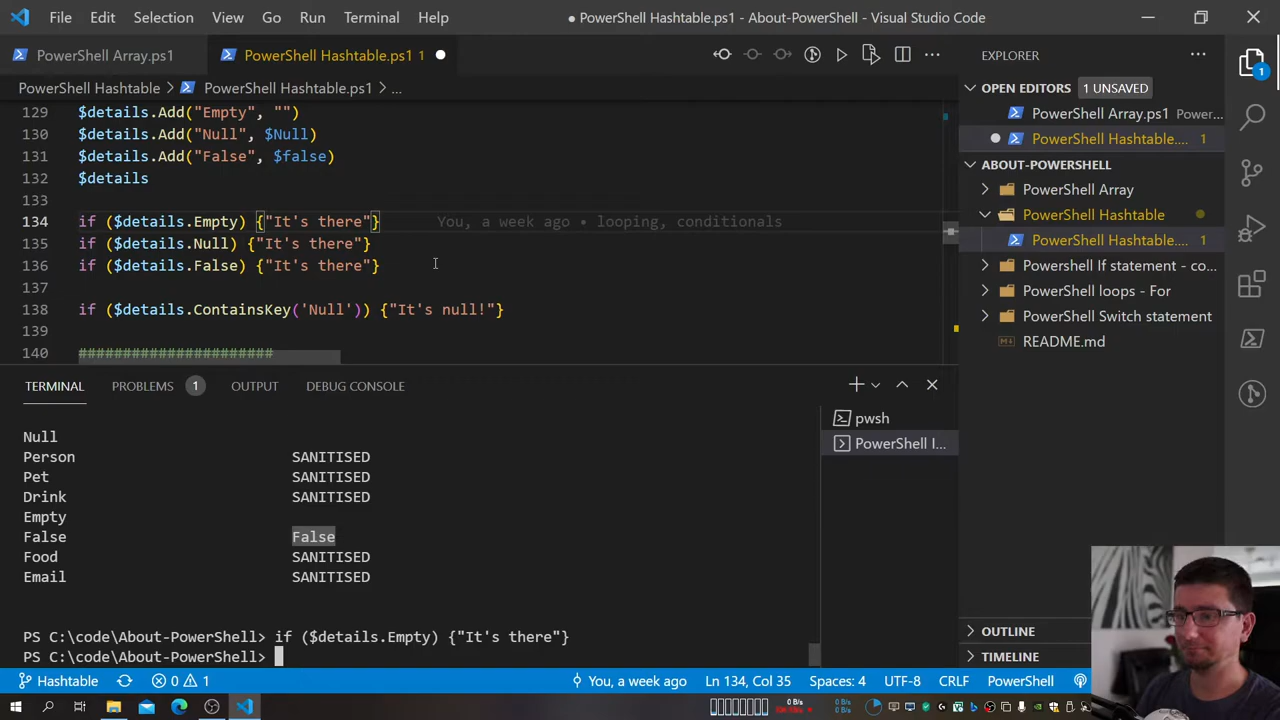 File Edit Selection View Go Run Terminal Help
● PowerShell Hashtable.ps1 - About-PowerShell - Visual Studio Code
PowerShell Array.ps1
PowerShell Hashtable.ps1 1 ●
PowerShell Hashtable > PowerShell Hashtable.ps1 > ...
129 $details.Add("Empty", "")
130 $details.Add("Null", $Null)
131 $details.Add("False", $false)
132 $details
133
134 if ($details.Empty) {"It's there"} You, a week ago • looping, conditionals
135 if ($details.Null) {"It's there"}
136 if ($details.False) {"It's there"}
137
138 if ($details.ContainsKey('Null')) {"It's null!"}
139
140 ######################
EXPLORER
OPEN EDITORS 1 UNSAVED
PowerShell Array.ps1 Power...
PowerShell Hashtable.... 1
ABOUT-POWERSHELL
PowerShell Array
PowerShell Hashtable
PowerShell Hashtable.... 1
Powershell If statement - co...
PowerShell loops - For
PowerShell Switch statement
README.md
OUTLINE
TIMELINE
1
TERMINAL PROBLEMS 1 OUTPUT DEBUG CONSOLE
pwsh
PowerShell I...
Null
Person SANITISED
Pet SANITISED
Drink SANITISED
Empty
False False
Food SANITISED
Email SANITISED
PS C:\code\About-PowerShell> if ($details.Empty) {"It's there"}
PS C:\code\About-PowerShell>
Hashtable 0 1 You, a week ago Ln 134, Col 35 Spaces: 4 UTF-8 CRLF PowerShell
0 B/s
0 B/s